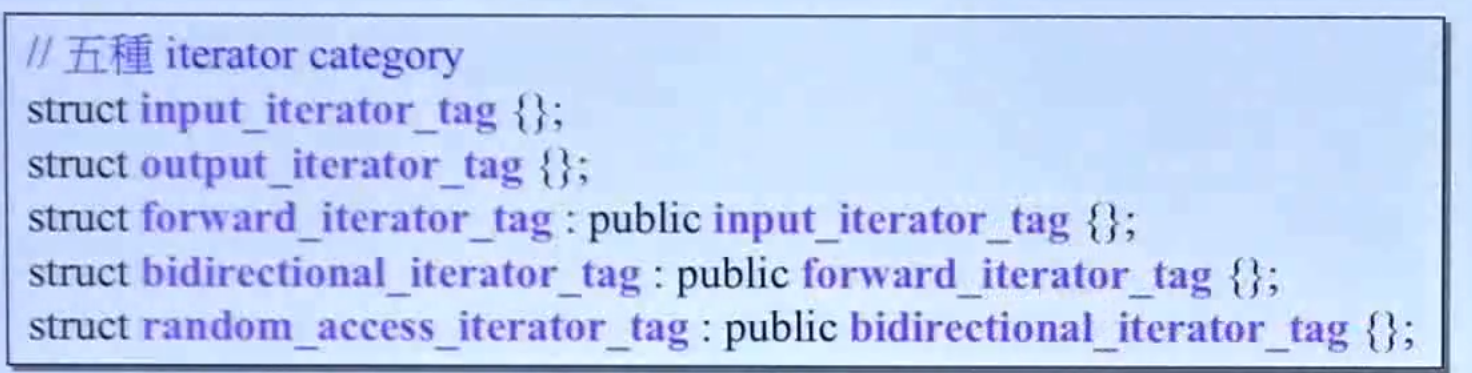 // 五種 iterator category
struct input_iterator_tag {};
struct output_iterator_tag {};
struct forward_iterator_tag : public input_iterator_tag {};
struct bidirectional_iterator_tag : public forward_iterator_tag {};
struct random_access_iterator_tag : public bidirectional_iterator_tag {};